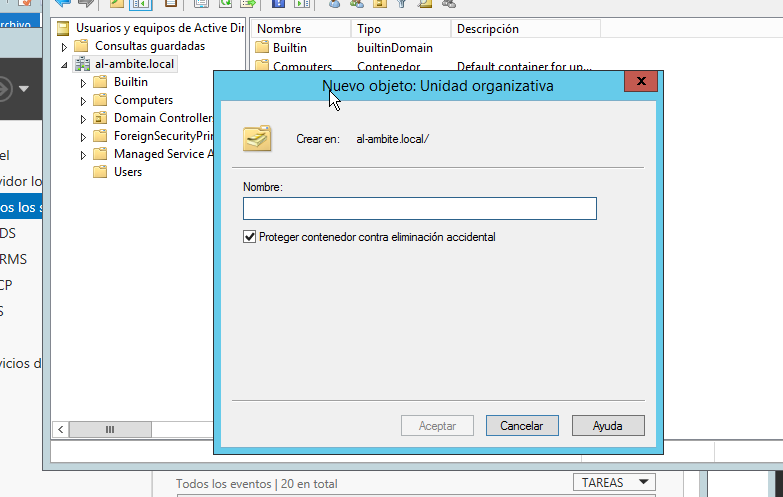 rchivo
el
vidor lo
os los s
DS
RMS
CP
S
vicios d
Usuarios y equipos de Active Dir
Consultas guardadas
al-ambite.local
Builtin
Computers
Domain Controllers
ForeignSecurityPrin
Managed Service A
Users
Nombre Tipo Descripción
Builtin builtinDomain
Computers Contenedor Default container for up...
Nuevo objeto: Unidad organizativa
x
Crear en: al-ambite.local/
Nombre:
Proteger contenedor contra eliminación accidental
Aceptar Cancelar Ayuda
Todos los eventos | 20 en total
TAREAS